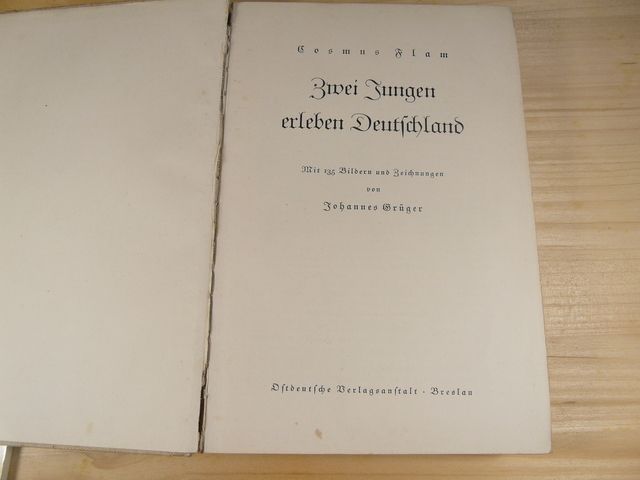 Cosmus Flam
Zwei Jungen
erleben Deutschland
Mit 135 Bildern und Zeichnungen
von
Johannes Grüger
Ostdeutsche Verlagsanstalt · Breslau